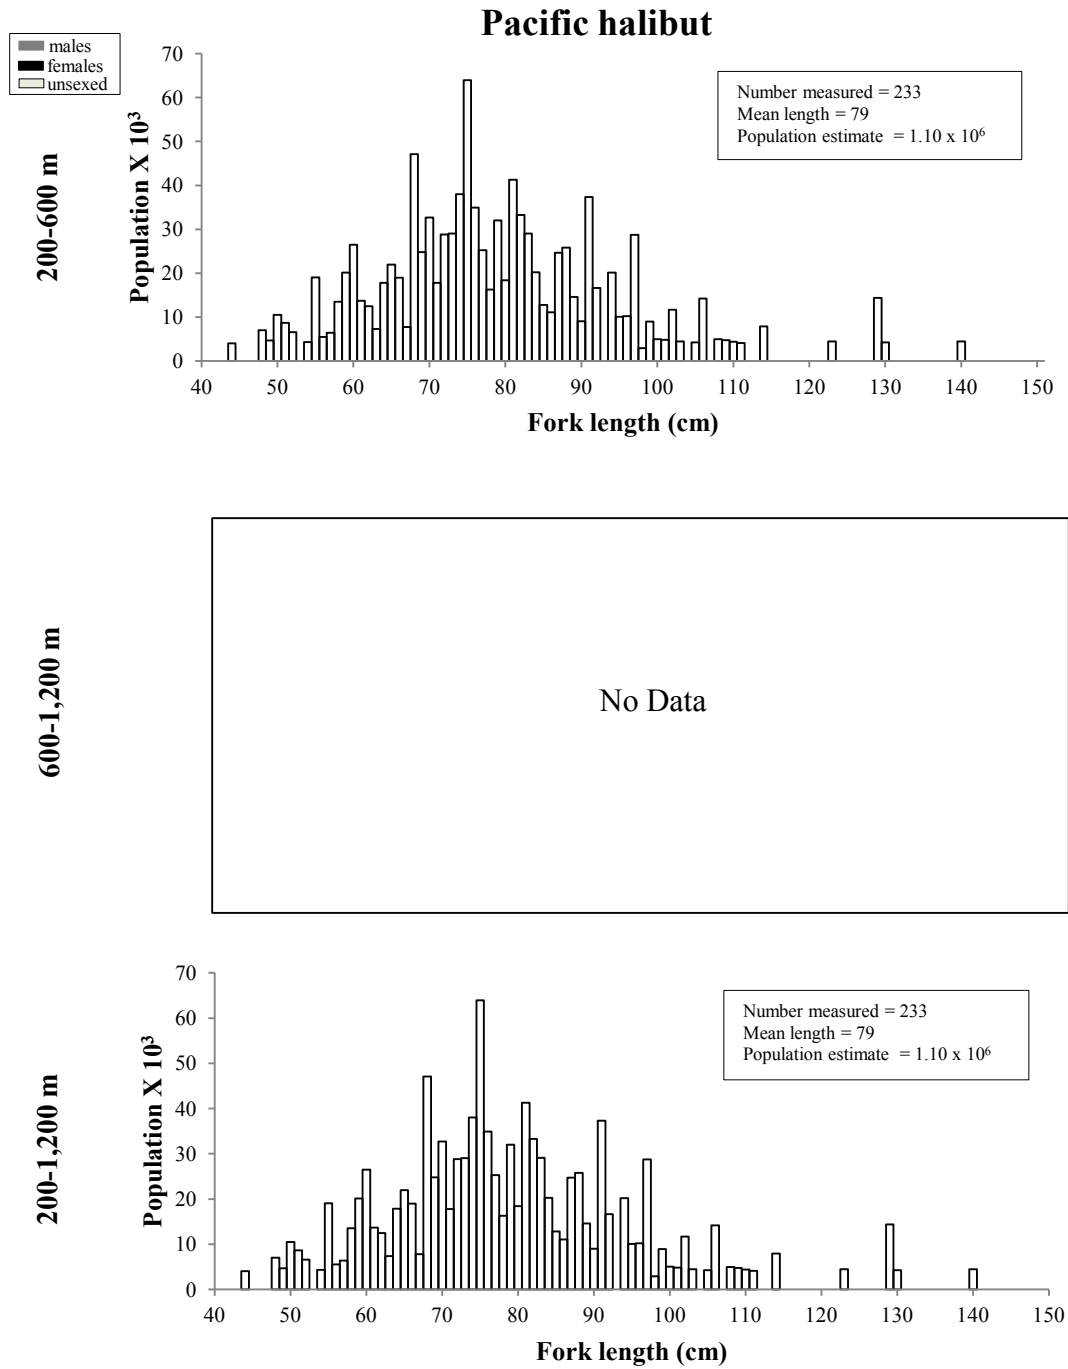 Pacific halibut
males
females
unsexed
200-600 m
Population X 10³
70
60
50
40
30
20
10
0
Number measured = 233
Mean length = 79
Population estimate = 1.10 x 10⁶
40 50 60 70 80 90 100 110 120 130 140 150
Fork length (cm)
600-1,200 m
No Data
200-1,200 m
Population X 10³
70
60
50
40
30
20
10
0
Number measured = 233
Mean length = 79
Population estimate = 1.10 x 10⁶
40 50 60 70 80 90 100 110 120 130 140 150
Fork length (cm)